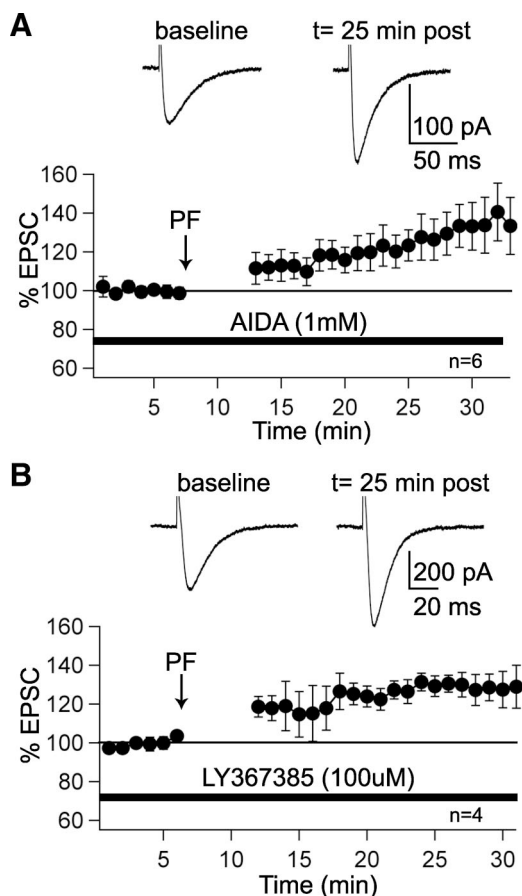 A
baseline
t= 25 min post
100 pA
50 ms
160
140
120
100
80
60
% EPSC
PF
AIDA (1mM)
n=6
5
10
15
20
25
30
Time (min)
B
baseline
t= 25 min post
200 pA
20 ms
160
140
120
100
80
60
% EPSC
PF
LY367385 (100uM)
n=4
5
10
15
20
25
30
Time (min)